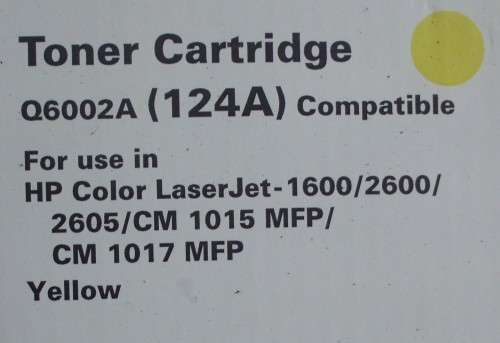 Toner Cartridge
Q6002A (124A) Compatible
For use in
HP Color LaserJet-1600/2600/
2605/CM 1015 MFP/
CM 1017 MFP
Yellow